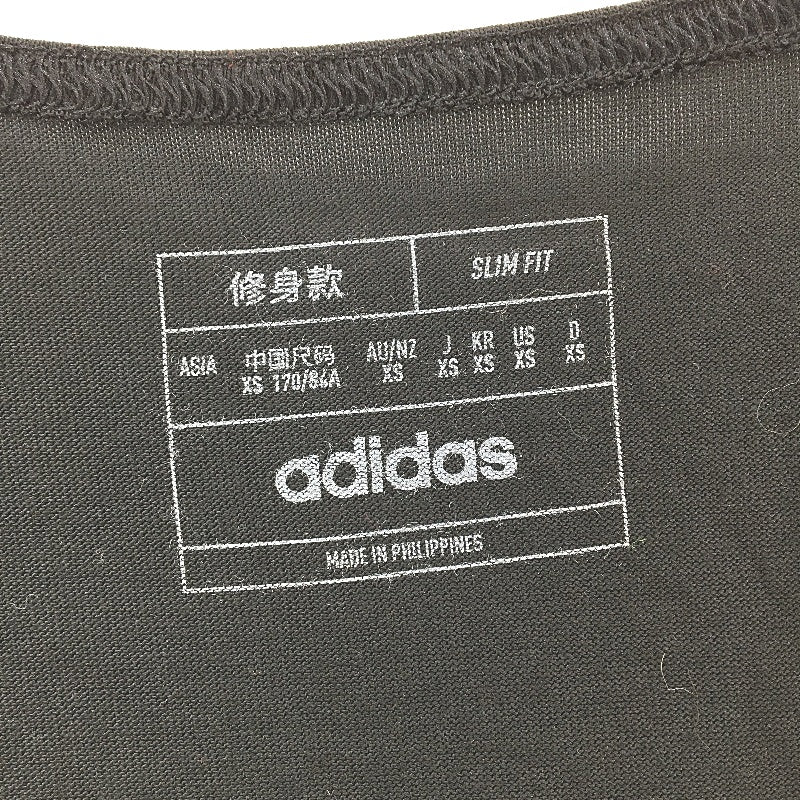 修身款 SLIM FIT
ASIA 中国尺码 AU/NZ J KR US D
XS 170/84A XS XS XS XS XS
adidas
MADE IN PHILIPPINES